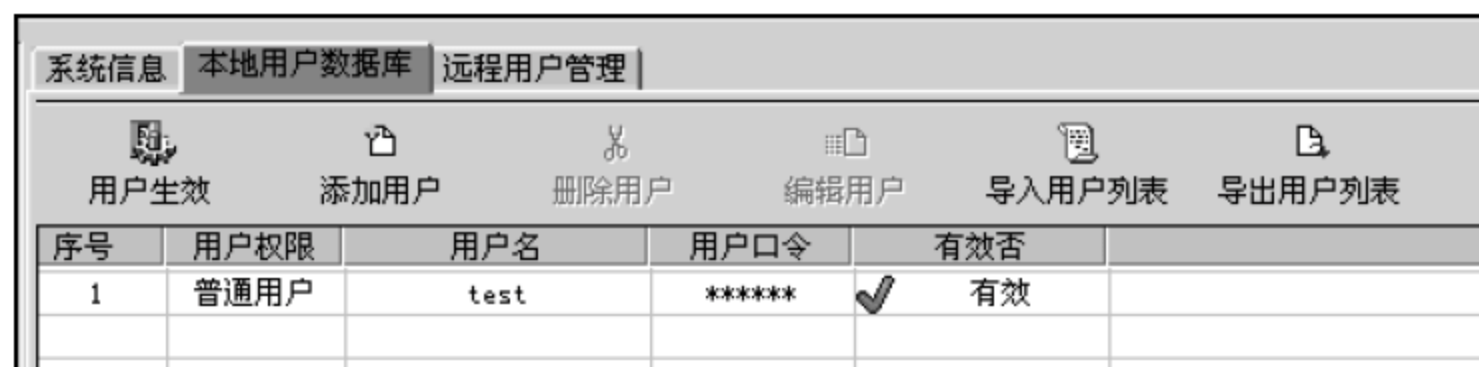 系统信息 本地用户数据库 远程用户管理
用户生效 添加用户 删除用户 编辑用户 导入用户列表 导出用户列表
序号 用户权限 用户名 用户口令 有效否
1 普通用户 test ****** 有效